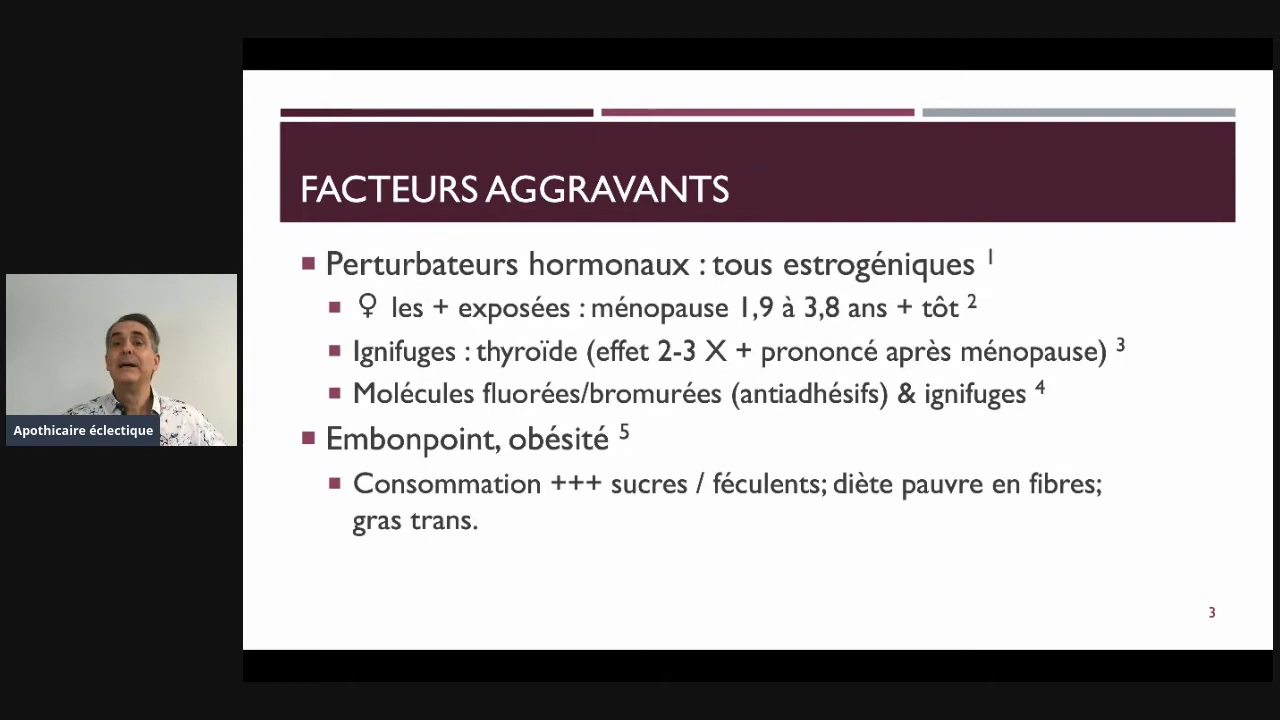 FACTEURS AGGRAVANTS
Perturbateurs hormonaux : tous estrogéniques ¹
♀ les + exposées : ménopause 1,9 à 3,8 ans + tôt ²
Ignifuges : thyroïde (effet 2-3 X + prononcé après ménopause) ³
Molécules fluorées/bromurées (antiadhésifs) & ignifuges ⁴
Embonpoint, obésité ⁵
Consommation +++ sucres / féculents; diète pauvre en fibres;
gras trans.
3
Apothicaire éclectique